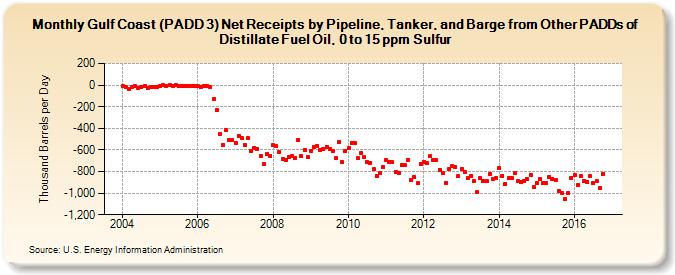 Monthly Gulf Coast (PADD 3) Net Receipts by Pipeline, Tanker, and Barge from Other PADDs of
Distillate Fuel Oil, 0 to 15 ppm Sulfur
Thousand Barrels per Day
200
0
-200
-400
-600
-800
-1,000
-1,200
2004 2006 2008 2010 2012 2014 2016
Source: U.S. Energy Information Administration